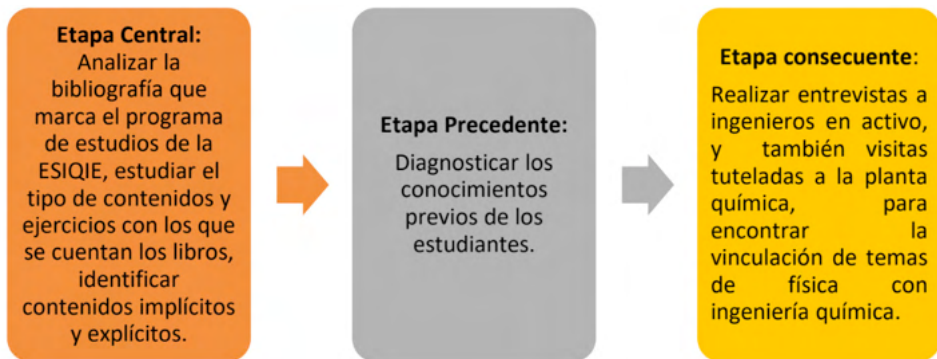 Etapa Central:
Analizar la
bibliografía que
marca el programa
de estudios de la
ESIQIE, estudiar el
tipo de contenidos y
ejercicios con los que
se cuentan los libros,
identificar
contenidos implícitos
y explícitos.
Etapa Precedente:
Diagnosticar los
conocimientos
previos de los
estudiantes.
Etapa consecuente:
Realizar entrevistas a
ingenieros en activo,
y también visitas
tuteladas a la planta
química, para
encontrar la
vinculación de temas
de física con
ingeniería química.